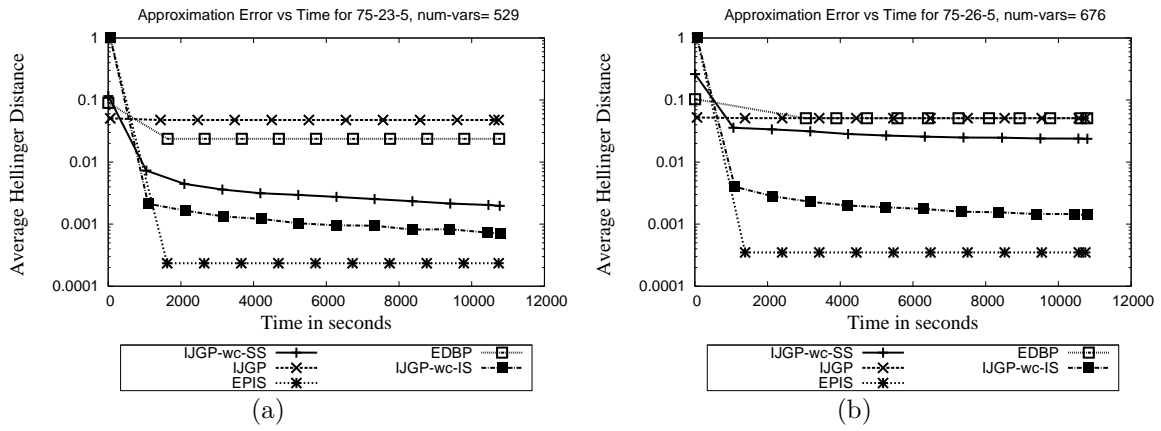 Approximation Error vs Time for 75-23-5, num-vars= 529
Average Hellinger Distance
1
0.1
0.01
0.001
0.0001
0 2000 4000 6000 8000 10000 12000
Time in seconds
IJGP-wc-SS
IJGP
EPIS
EDBP
IJGP-wc-IS
(a)
Approximation Error vs Time for 75-26-5, num-vars= 676
Average Hellinger Distance
1
0.1
0.01
0.001
0.0001
0 2000 4000 6000 8000 10000 12000
Time in seconds
IJGP-wc-SS
IJGP
EPIS
EDBP
IJGP-wc-IS
(b)